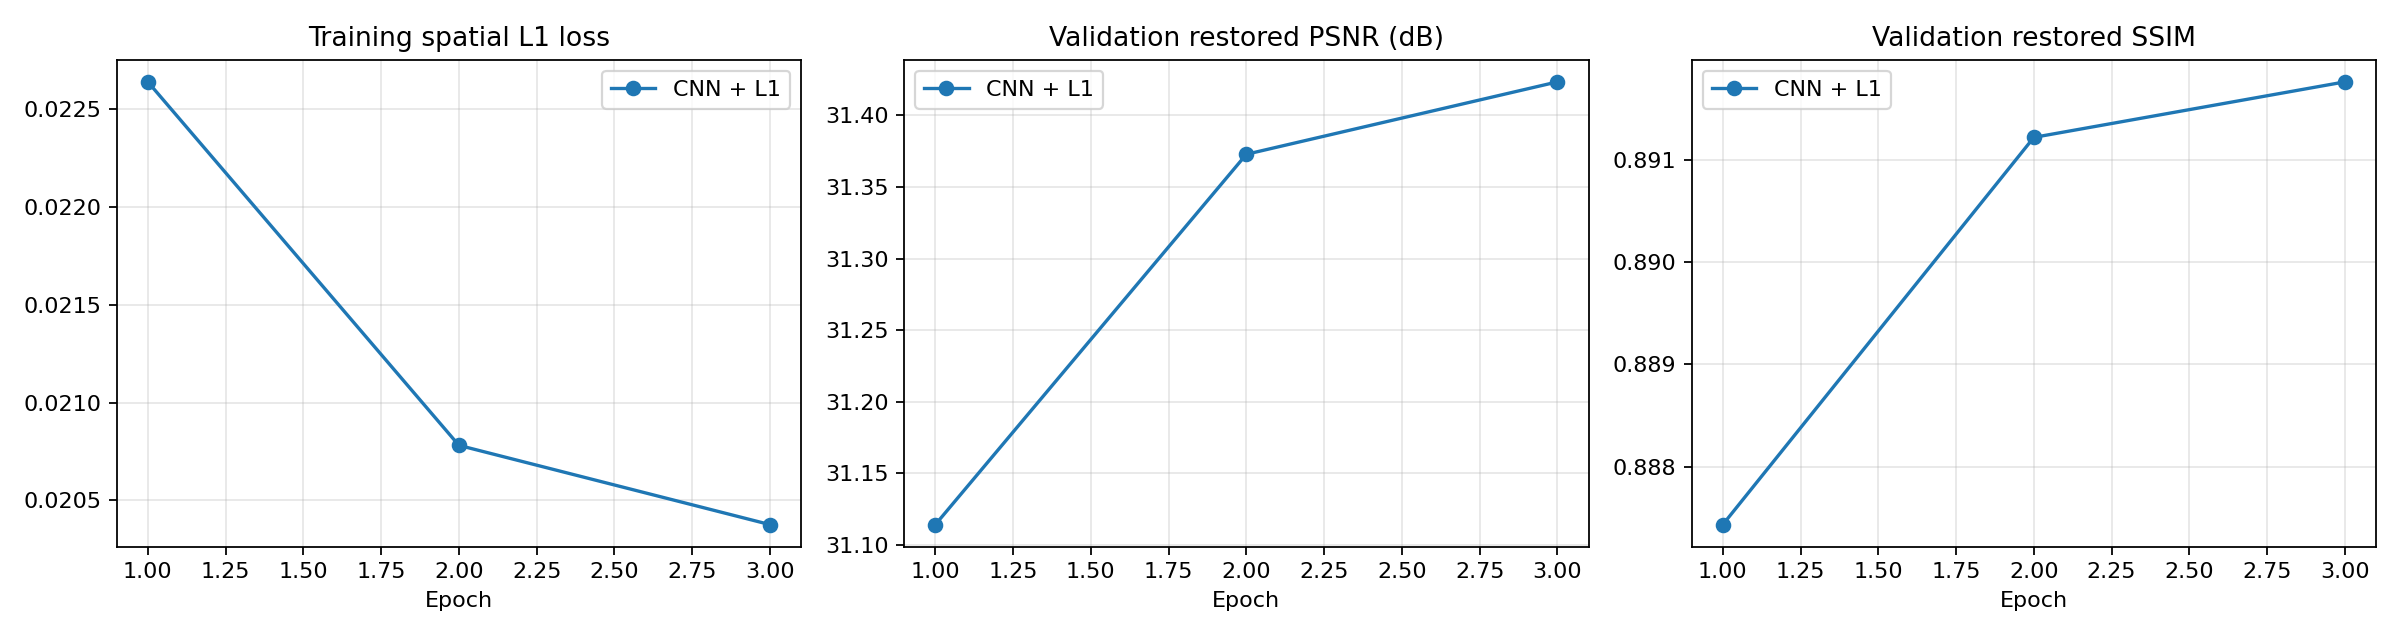 Training spatial L1 loss
CNN + L1
0.0225
0.0220
0.0215
0.0210
0.0205
1.00 1.25 1.50 1.75 2.00 2.25 2.50 2.75 3.00
Epoch
Validation restored PSNR (dB)
CNN + L1
31.40
31.35
31.30
31.25
31.20
31.15
31.10
1.00 1.25 1.50 1.75 2.00 2.25 2.50 2.75 3.00
Epoch
Validation restored SSIM
CNN + L1
0.891
0.890
0.889
0.888
1.00 1.25 1.50 1.75 2.00 2.25 2.50 2.75 3.00
Epoch